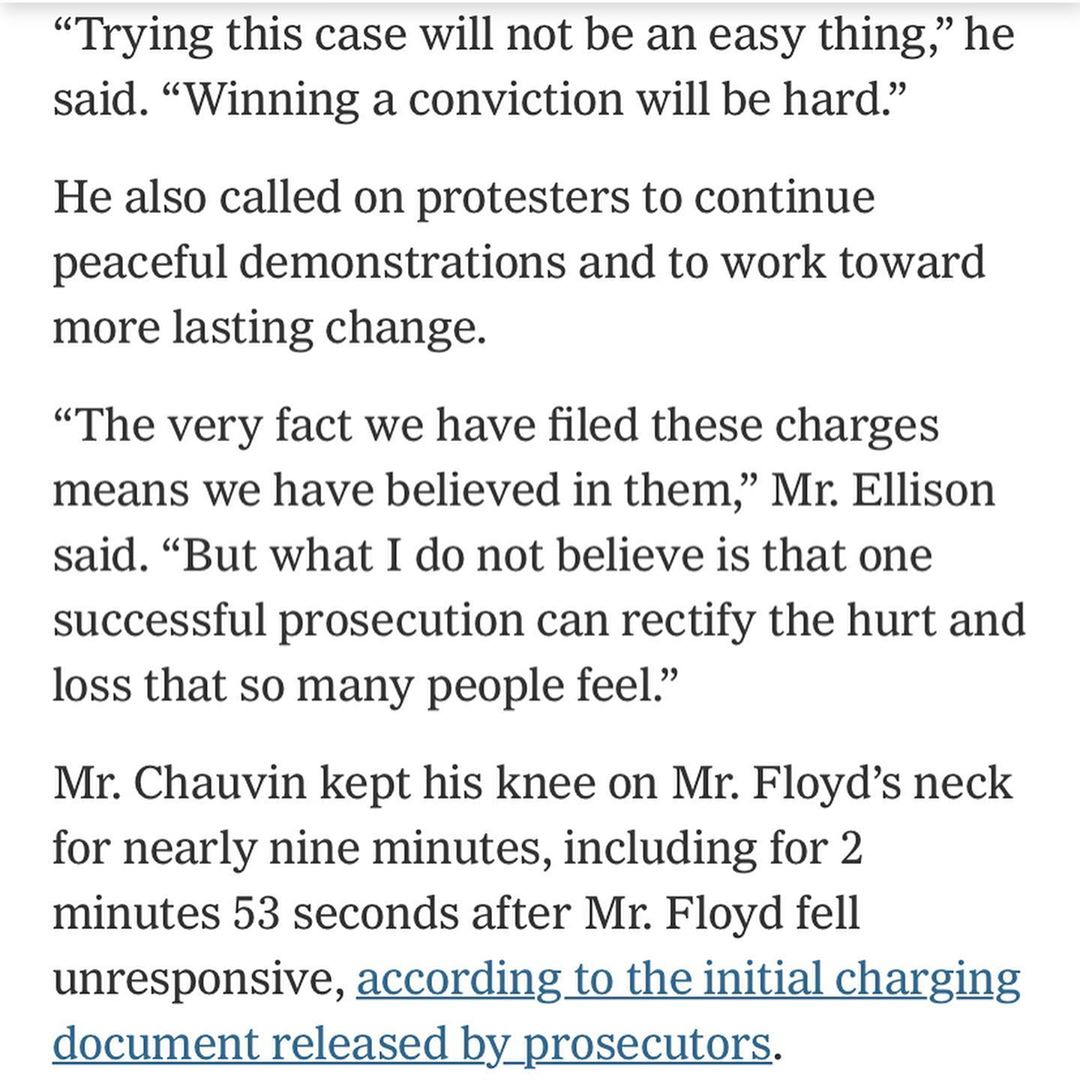 “Trying this case will not be an easy thing,” he
said. “Winning a conviction will be hard.”
He also called on protesters to continue
peaceful demonstrations and to work toward
more lasting change.
“The very fact we have filed these charges
means we have believed in them,” Mr. Ellison
said. “But what I do not believe is that one
successful prosecution can rectify the hurt and
loss that so many people feel.”
Mr. Chauvin kept his knee on Mr. Floyd’s neck
for nearly nine minutes, including for 2
minutes 53 seconds after Mr. Floyd fell
unresponsive, according to the initial charging
document released by prosecutors.